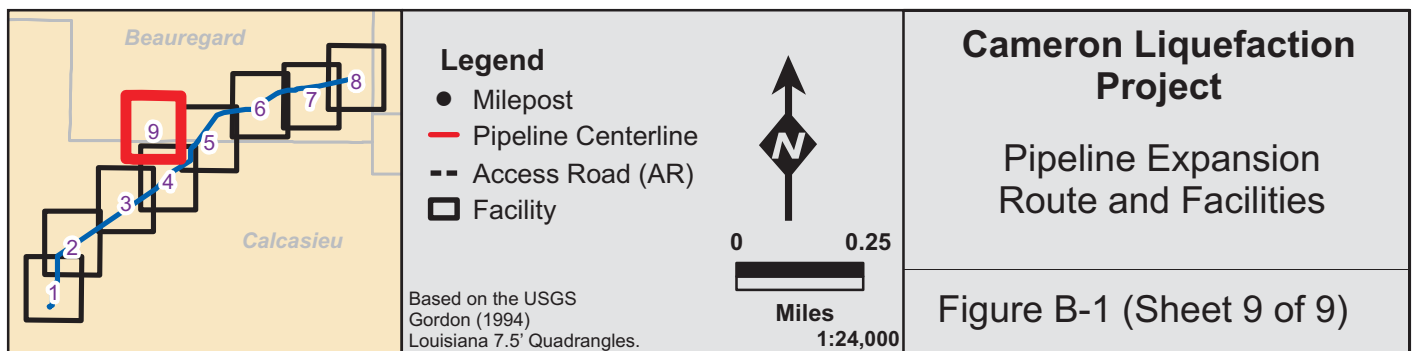 Beauregard
8
7
6
9
5
4
3
Calcasieu
2
1
Legend
Milepost
Pipeline Centerline
Access Road (AR)
Facility
Based on the USGS
Gordon (1994)
Louisiana 7.5' Quadrangles.
N
0 0.25
Miles
1:24,000
Cameron Liquefaction
Project
Pipeline Expansion
Route and Facilities
Figure B-1 (Sheet 9 of 9)